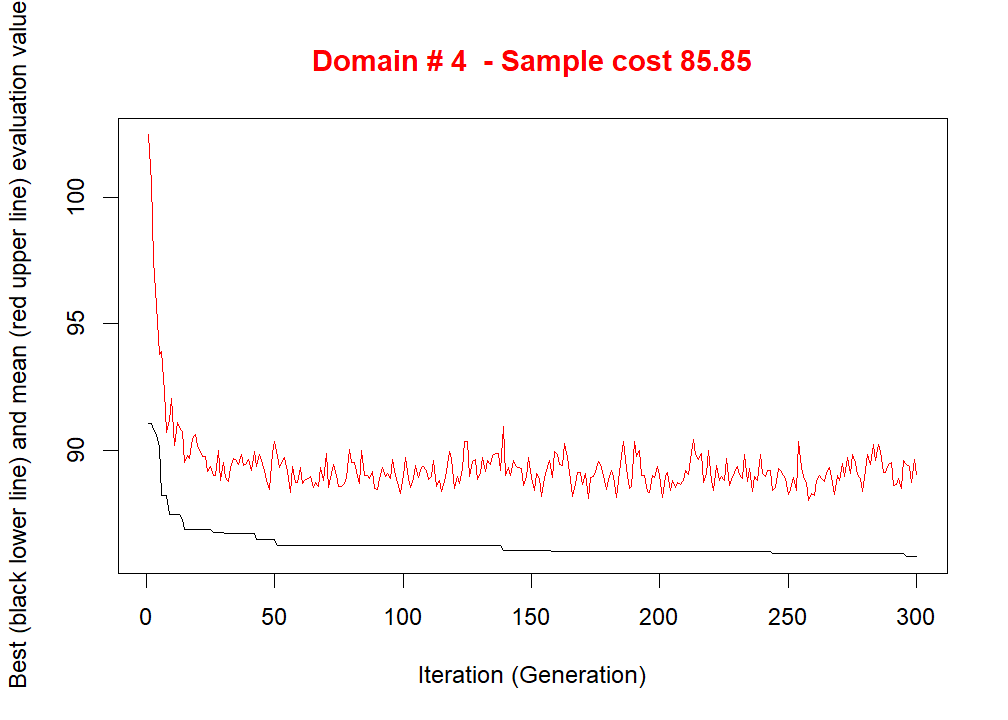 Domain # 4  - Sample cost 85.85
Best (black lower line) and mean (red upper line) evaluation value
100
95
90
0 50 100 150 200 250 300
Iteration (Generation)